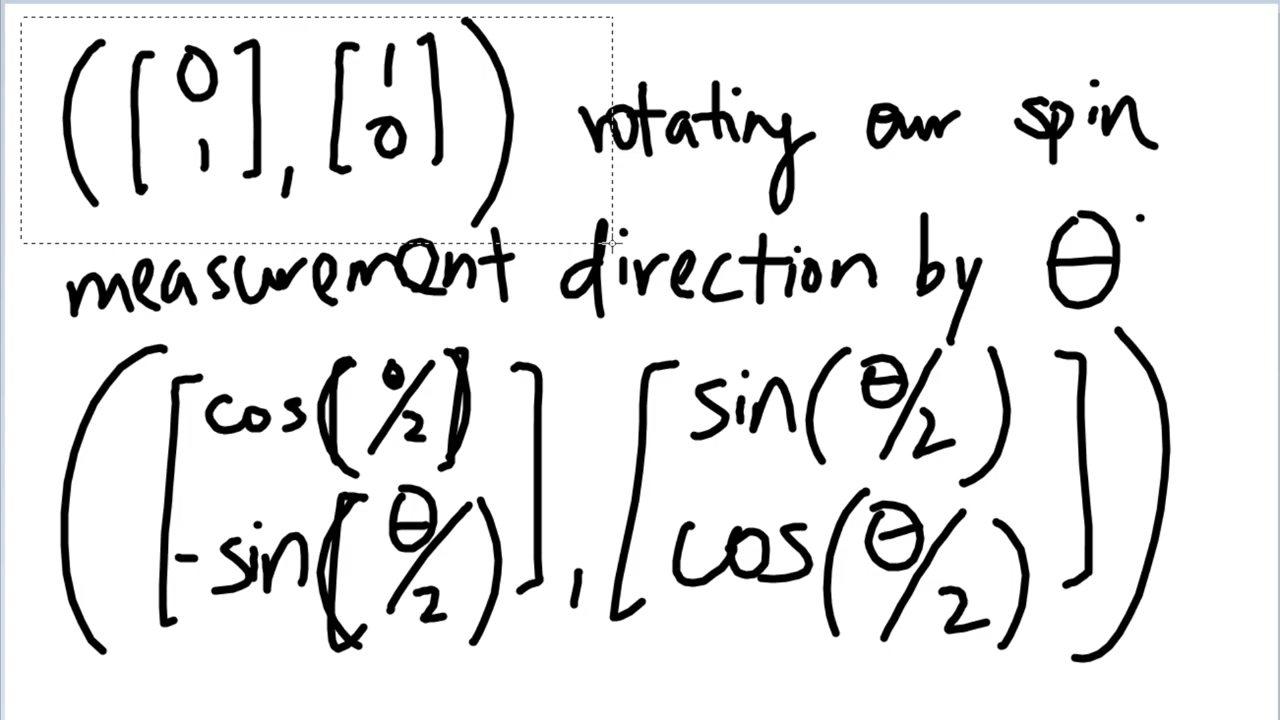 ([0 1], [1 0]) rotating our spin
measurement direction by θ
([cos(θ/2) -sin(θ/2)], [sin(θ/2) cos(θ/2)])